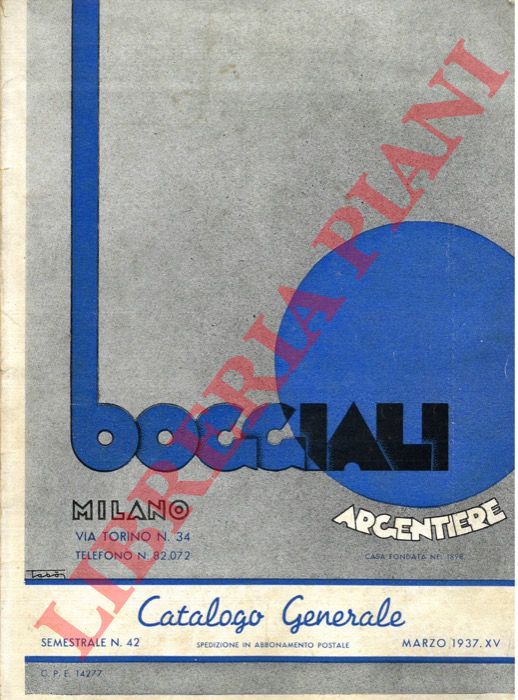 BOGGIALI
ARGENTIERE
MILANO
VIA TORINO N. 34
TELEFONO N. 82.072
CASA FONDATA NEL 1898
Catalogo Generale
SEMESTRALE N. 42
SPEDIZIONE IN ABBONAMENTO POSTALE
MARZO 1937. XV
C. P. E. 14277
LIBRERIA PIANI